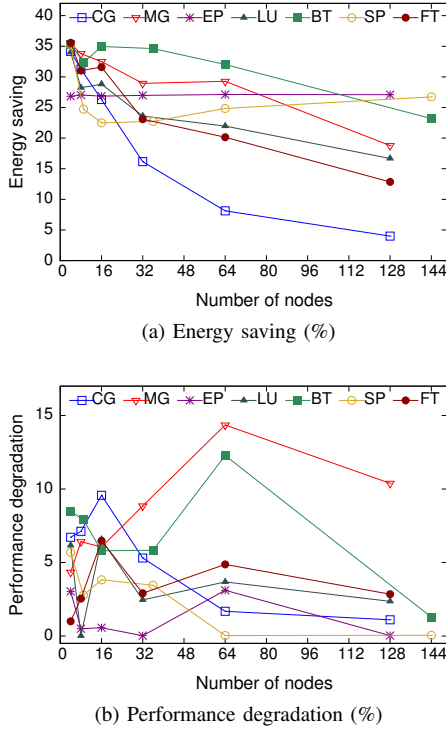 40
35
30
25
20
15
10
5
0
Energy saving
CG MG EP LU BT SP FT
0 16 32 48 64 80 96 112 128 144
Number of nodes
(a) Energy saving (%)
15
10
5
0
Performance degradation
CG MG EP LU BT SP FT
0 16 32 48 64 80 96 112 128 144
Number of nodes
(b) Performance degradation (%)